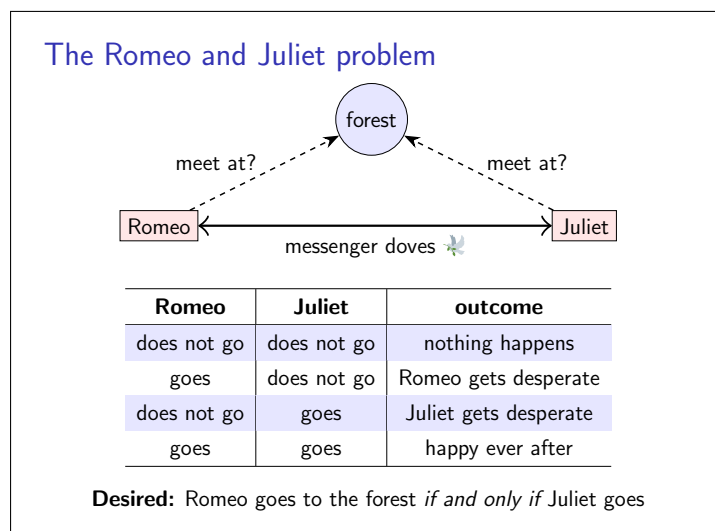 The Romeo and Juliet problem
forest
meet at? meet at?
Romeo Juliet
messenger doves 🕊
Romeo Juliet outcome
does not go does not go nothing happens
goes does not go Romeo gets desperate
does not go goes Juliet gets desperate
goes goes happy ever after
Desired: Romeo goes to the forest if and only if Juliet goes